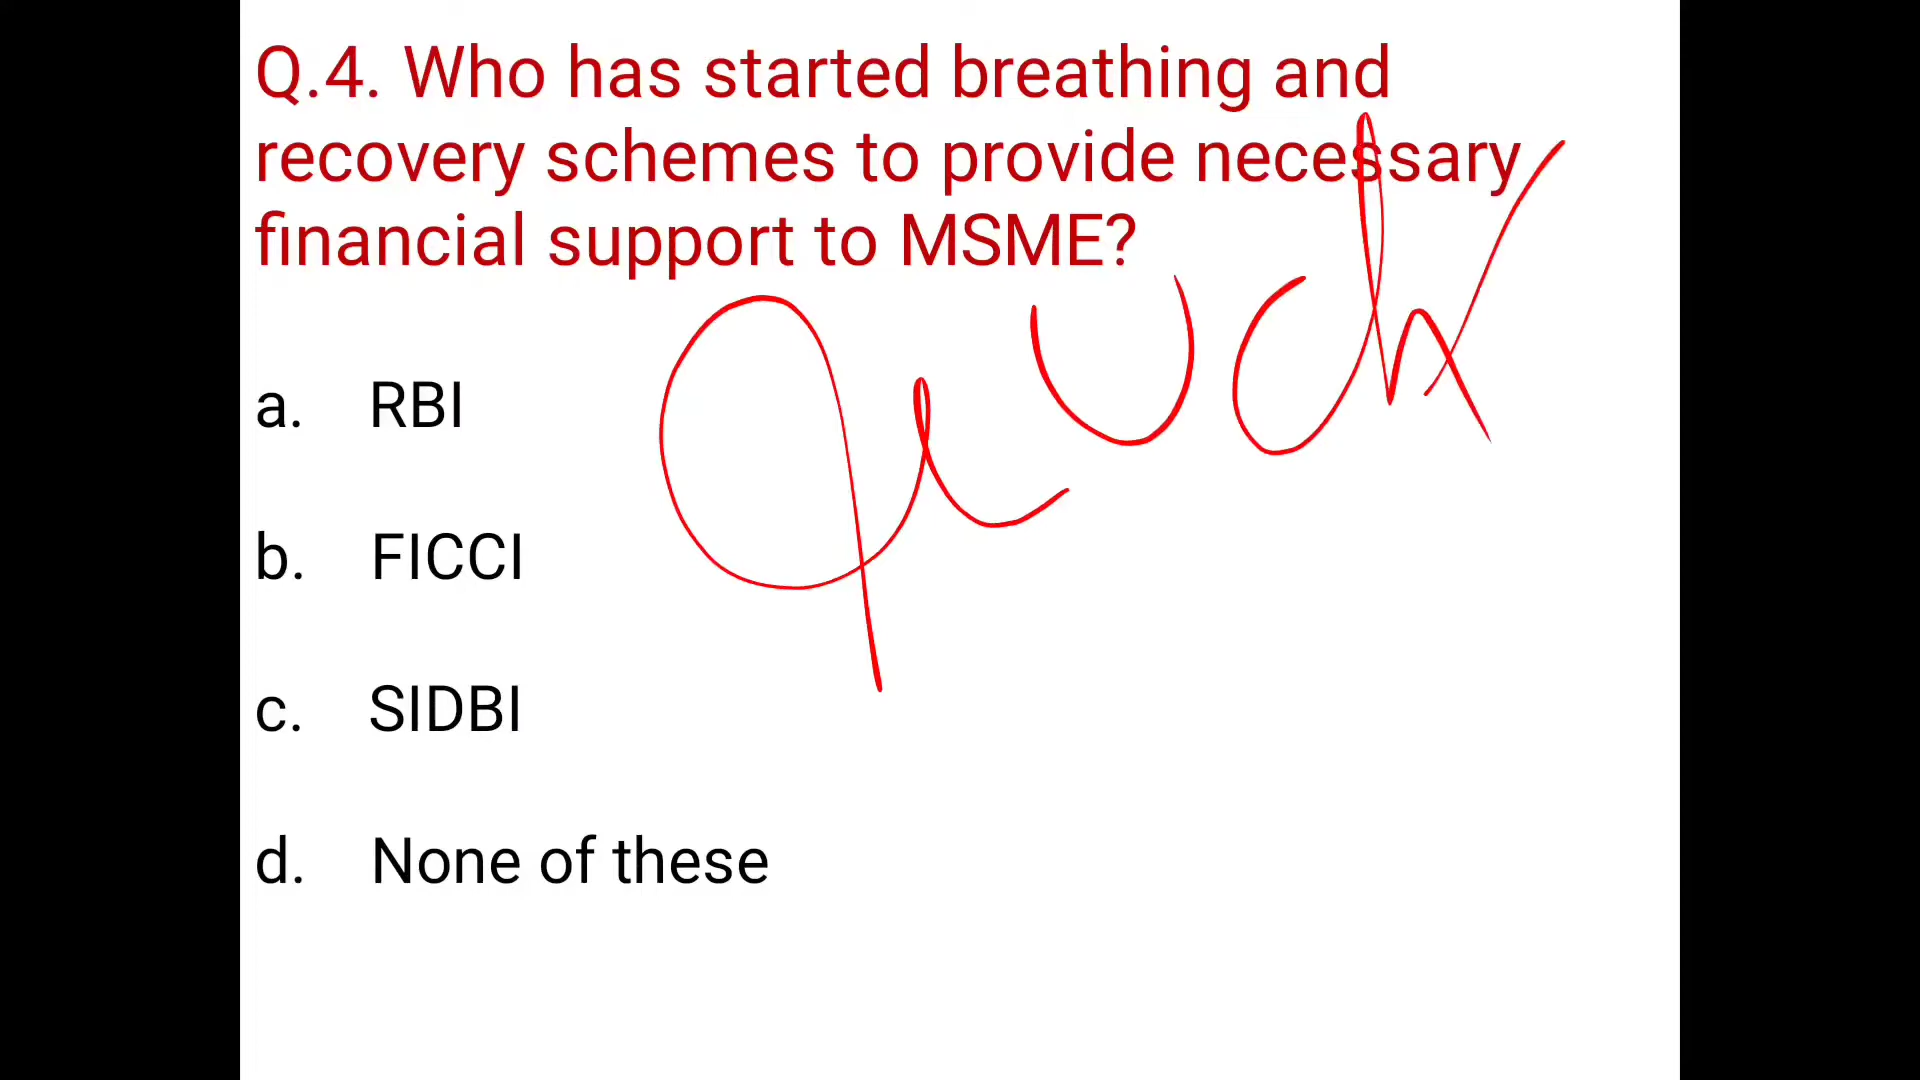 Q.4. Who has started breathing and
recovery schemes to provide necessary
financial support to MSME?
a. RBI
b. FICCI
c. SIDBI
d. None of these